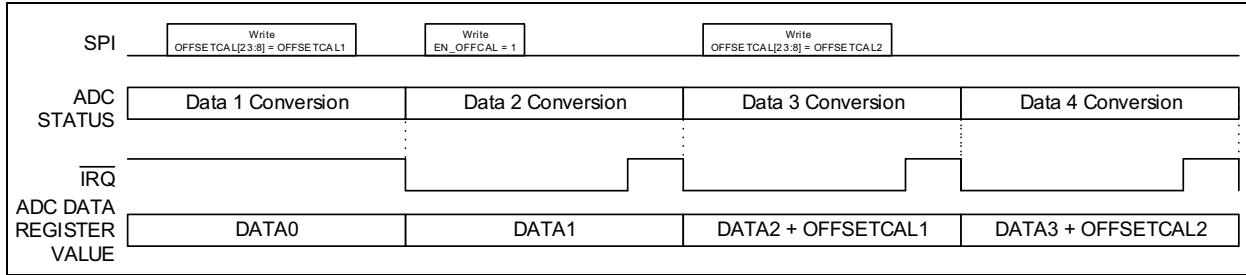 SPI
Write
OFFSETCAL[23:8] = OFFSETCAL1
Write
EN_OFFCAL = 1
Write
OFFSETCAL[23:8] = OFFSETCAL2
ADC
STATUS
Data 1 Conversion
Data 2 Conversion
Data 3 Conversion
Data 4 Conversion
IRQ
ADC DATA
REGISTER
VALUE
DATA0
DATA1
DATA2 + OFFSETCAL1
DATA3 + OFFSETCAL2